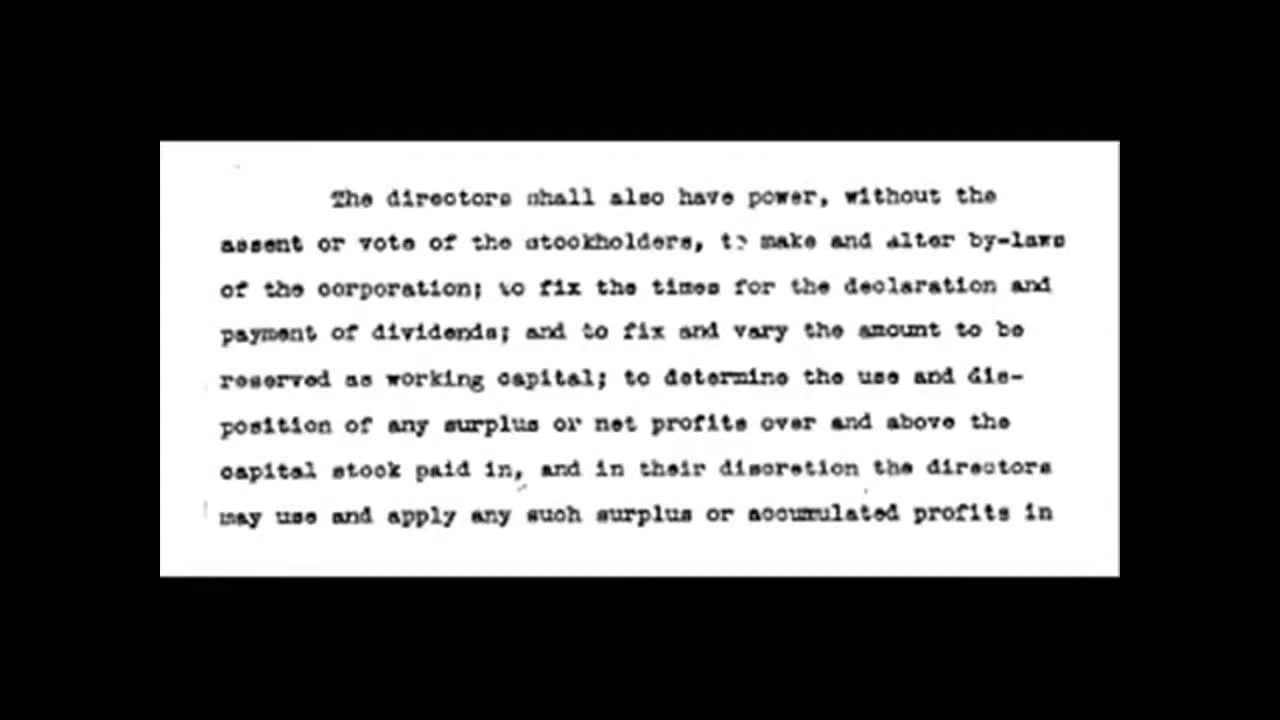 The directors shall also have power, without the
assent or vote of the stockholders, to make and alter by-laws
of the corporation; to fix the times for the declaration and
payment of dividends; and to fix and vary the amount to be
reserved as working capital; to determine the use and dis-
position of any surplus or net profits over and above the
capital stock paid in, and in their discretion the directors
may use and apply any such surplus or accumulated profits in